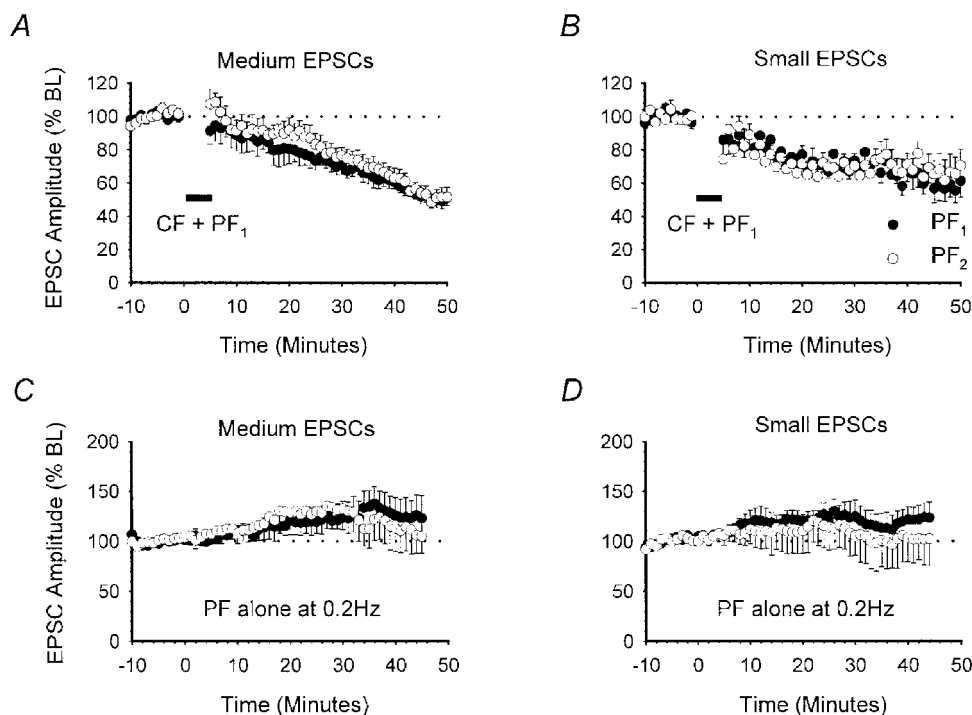 A
Medium EPSCs
EPSC Amplitude (% BL)
120
100
80
60
40
20
0
CF + PF1
-10 0 10 20 30 40 50
Time (Minutes)
B
Small EPSCs
120
100
80
60
40
20
0
CF + PF1
PF1
PF2
-10 0 10 20 30 40 50
Time (Minutes)
C
Medium EPSCs
EPSC Amplitude (% BL)
200
150
100
50
0
PF alone at 0.2Hz
-10 0 10 20 30 40 50
Time (Minutes)
D
Small EPSCs
200
150
100
50
0
PF alone at 0.2Hz
-10 0 10 20 30 40 50
Time (Minutes)